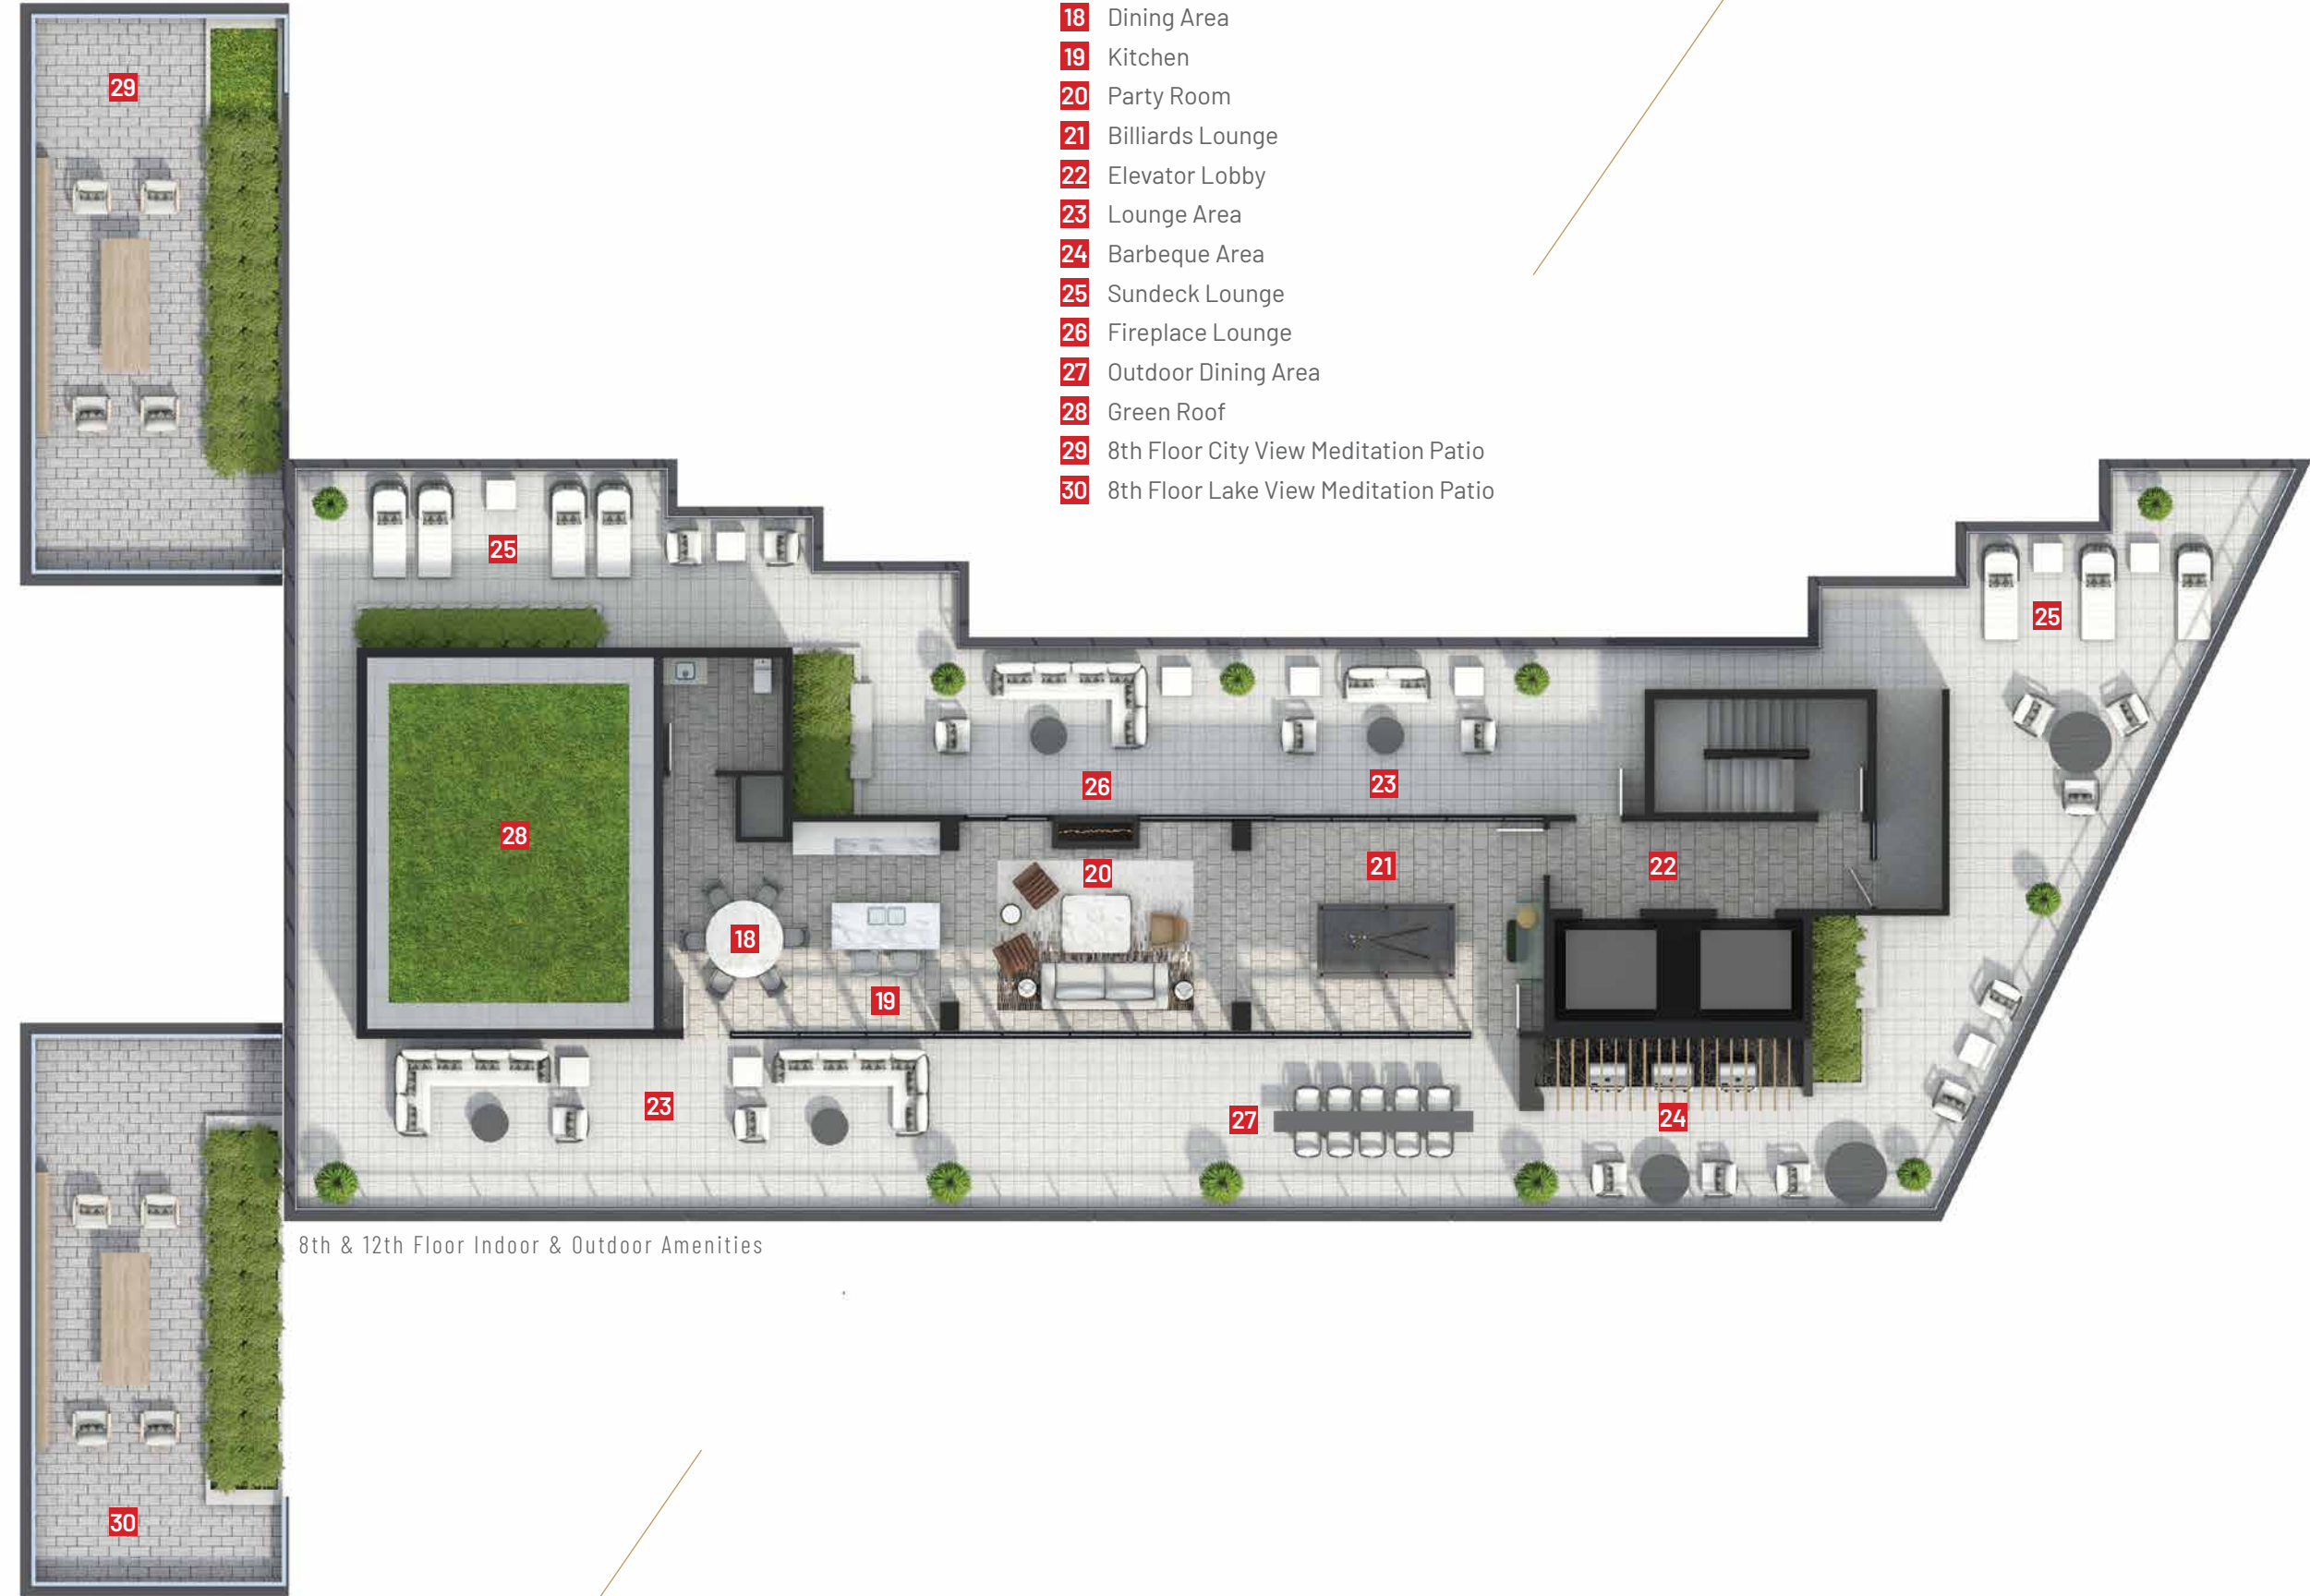 18 Dining Area
19 Kitchen
20 Party Room
21 Billiards Lounge
22 Elevator Lobby
23 Lounge Area
24 Barbeque Area
25 Sundeck Lounge
26 Fireplace Lounge
27 Outdoor Dining Area
28 Green Roof
29 8th Floor City View Meditation Patio
30 8th Floor Lake View Meditation Patio
29
25
25
26
23
28
20
21
22
18
19
23
27
24
8th & 12th Floor Indoor & Outdoor Amenities
30